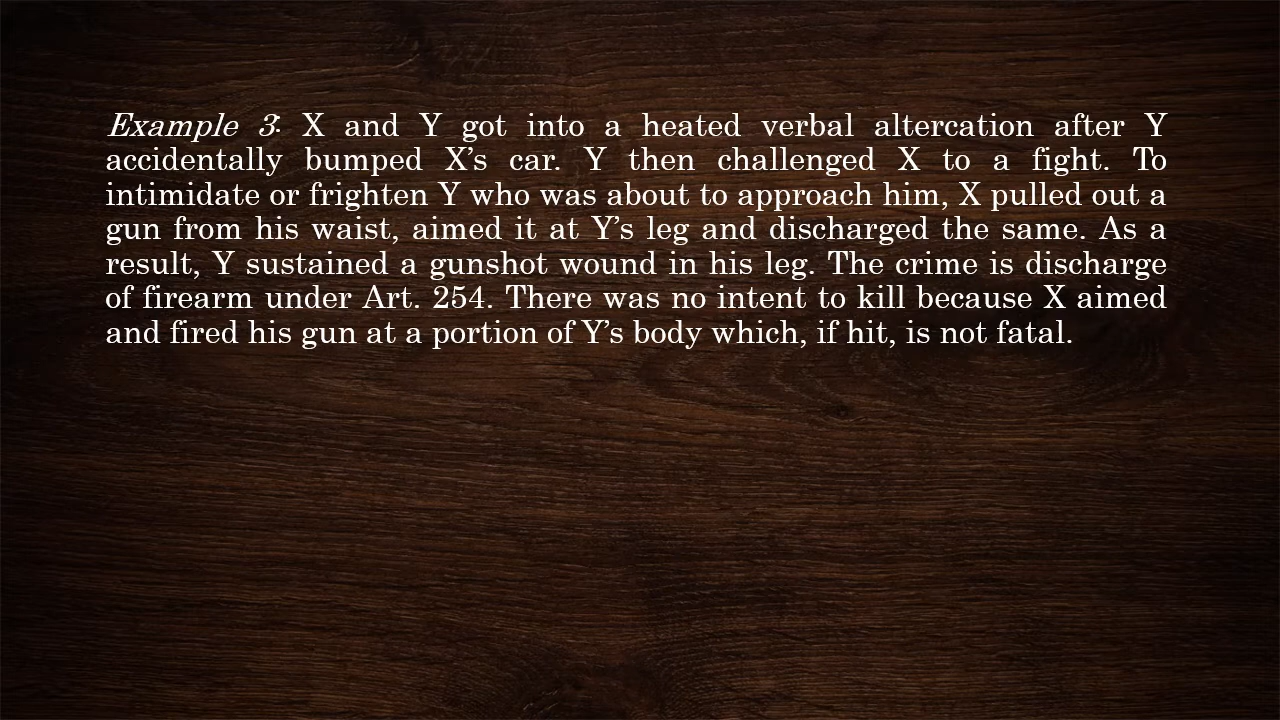 Example 3: X and Y got into a heated verbal altercation after Y
accidentally bumped X’s car. Y then challenged X to a fight. To
intimidate or frighten Y who was about to approach him, X pulled out a
gun from his waist, aimed it at Y’s leg and discharged the same. As a
result, Y sustained a gunshot wound in his leg. The crime is discharge
of firearm under Art. 254. There was no intent to kill because X aimed
and fired his gun at a portion of Y’s body which, if hit, is not fatal.